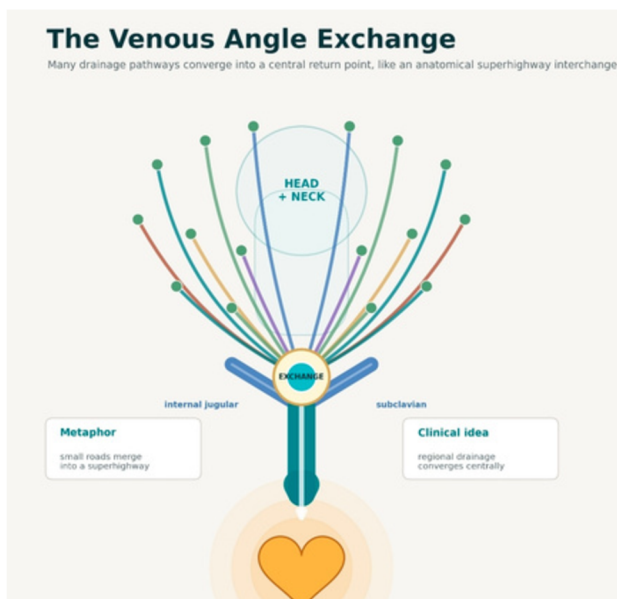 The Venous Angle Exchange
Many drainage pathways converge into a central return point, like an anatomical superhighway interchange
HEAD
+ NECK
EXCHANGE
internal jugular
subclavian
Metaphor
small roads merge
into a superhighway
Clinical idea
regional drainage
converges centrally